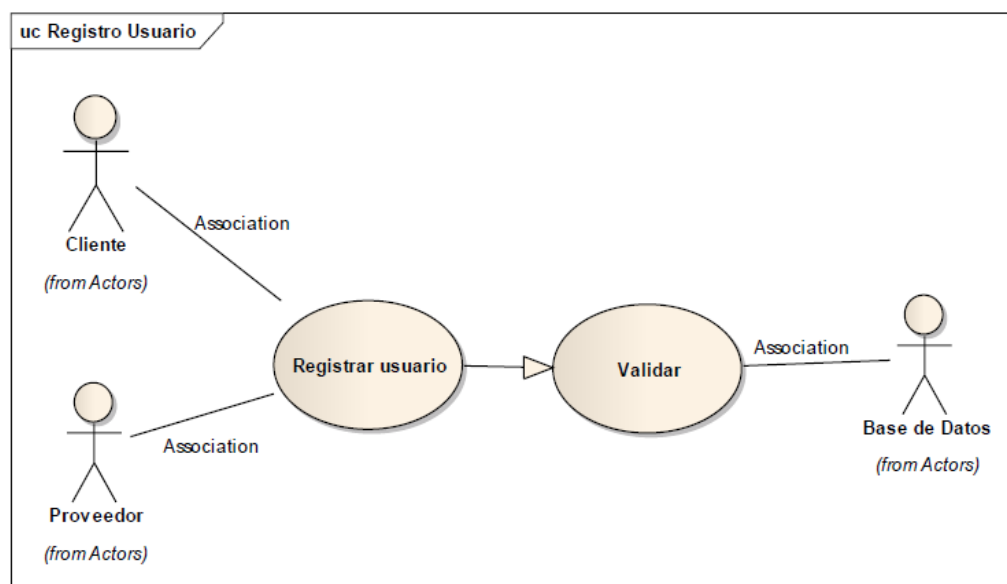 uc Registro Usuario
Cliente
(from Actors)
Association
Registrar usuario
Validar
Association
Base de Datos
(from Actors)
Association
Proveedor
(from Actors)